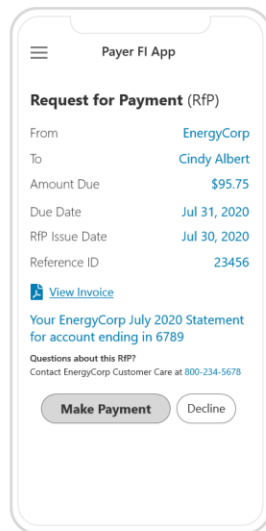 Payer FI App
Request for Payment (RfP)
From EnergyCorp
To Cindy Albert
Amount Due $95.75
Due Date Jul 31, 2020
RfP Issue Date Jul 30, 2020
Reference ID 23456
View Invoice
Your EnergyCorp July 2020 Statement
for account ending in 6789
Questions about this RfP?
Contact EnergyCorp Customer Care at 800-234-5678
Make Payment Decline